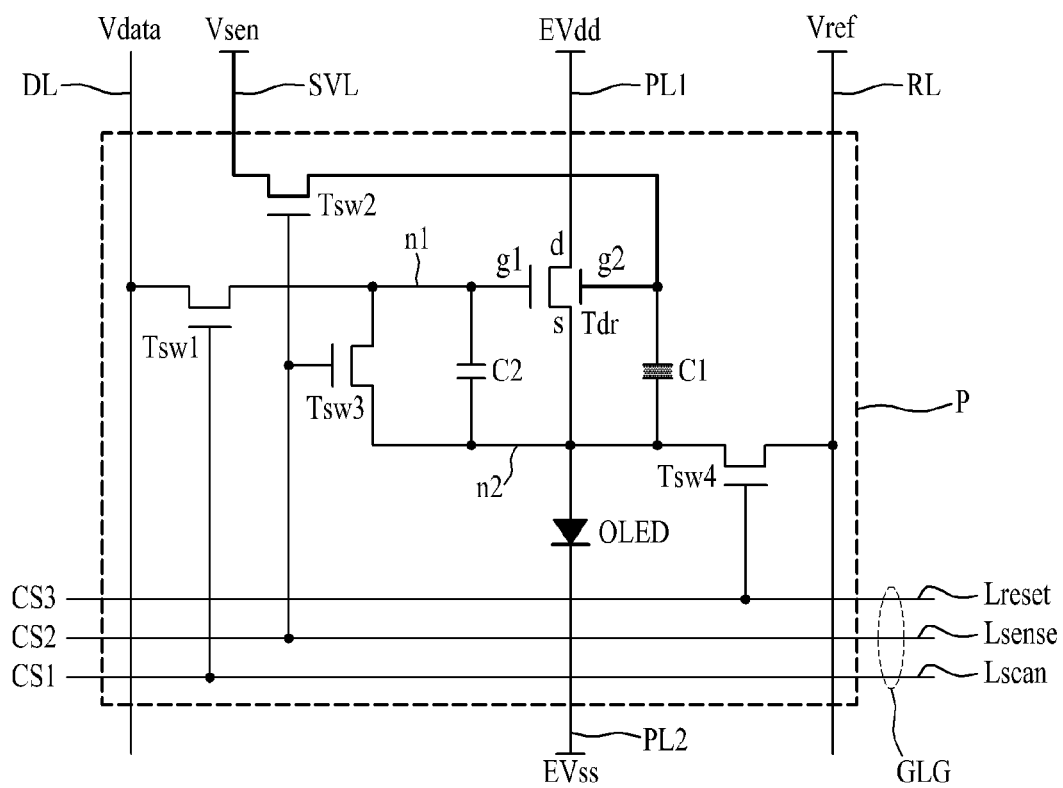 Vdata
Vsen
EVdd
Vref
DL
SVL
PL1
RL
Tsw2
n1
g1
d
g2
s
Tdr
Tsw1
Tsw3
C2
C1
P
n2
Tsw4
OLED
CS3
Lreset
CS2
Lsense
CS1
Lscan
PL2
EVss
GLG